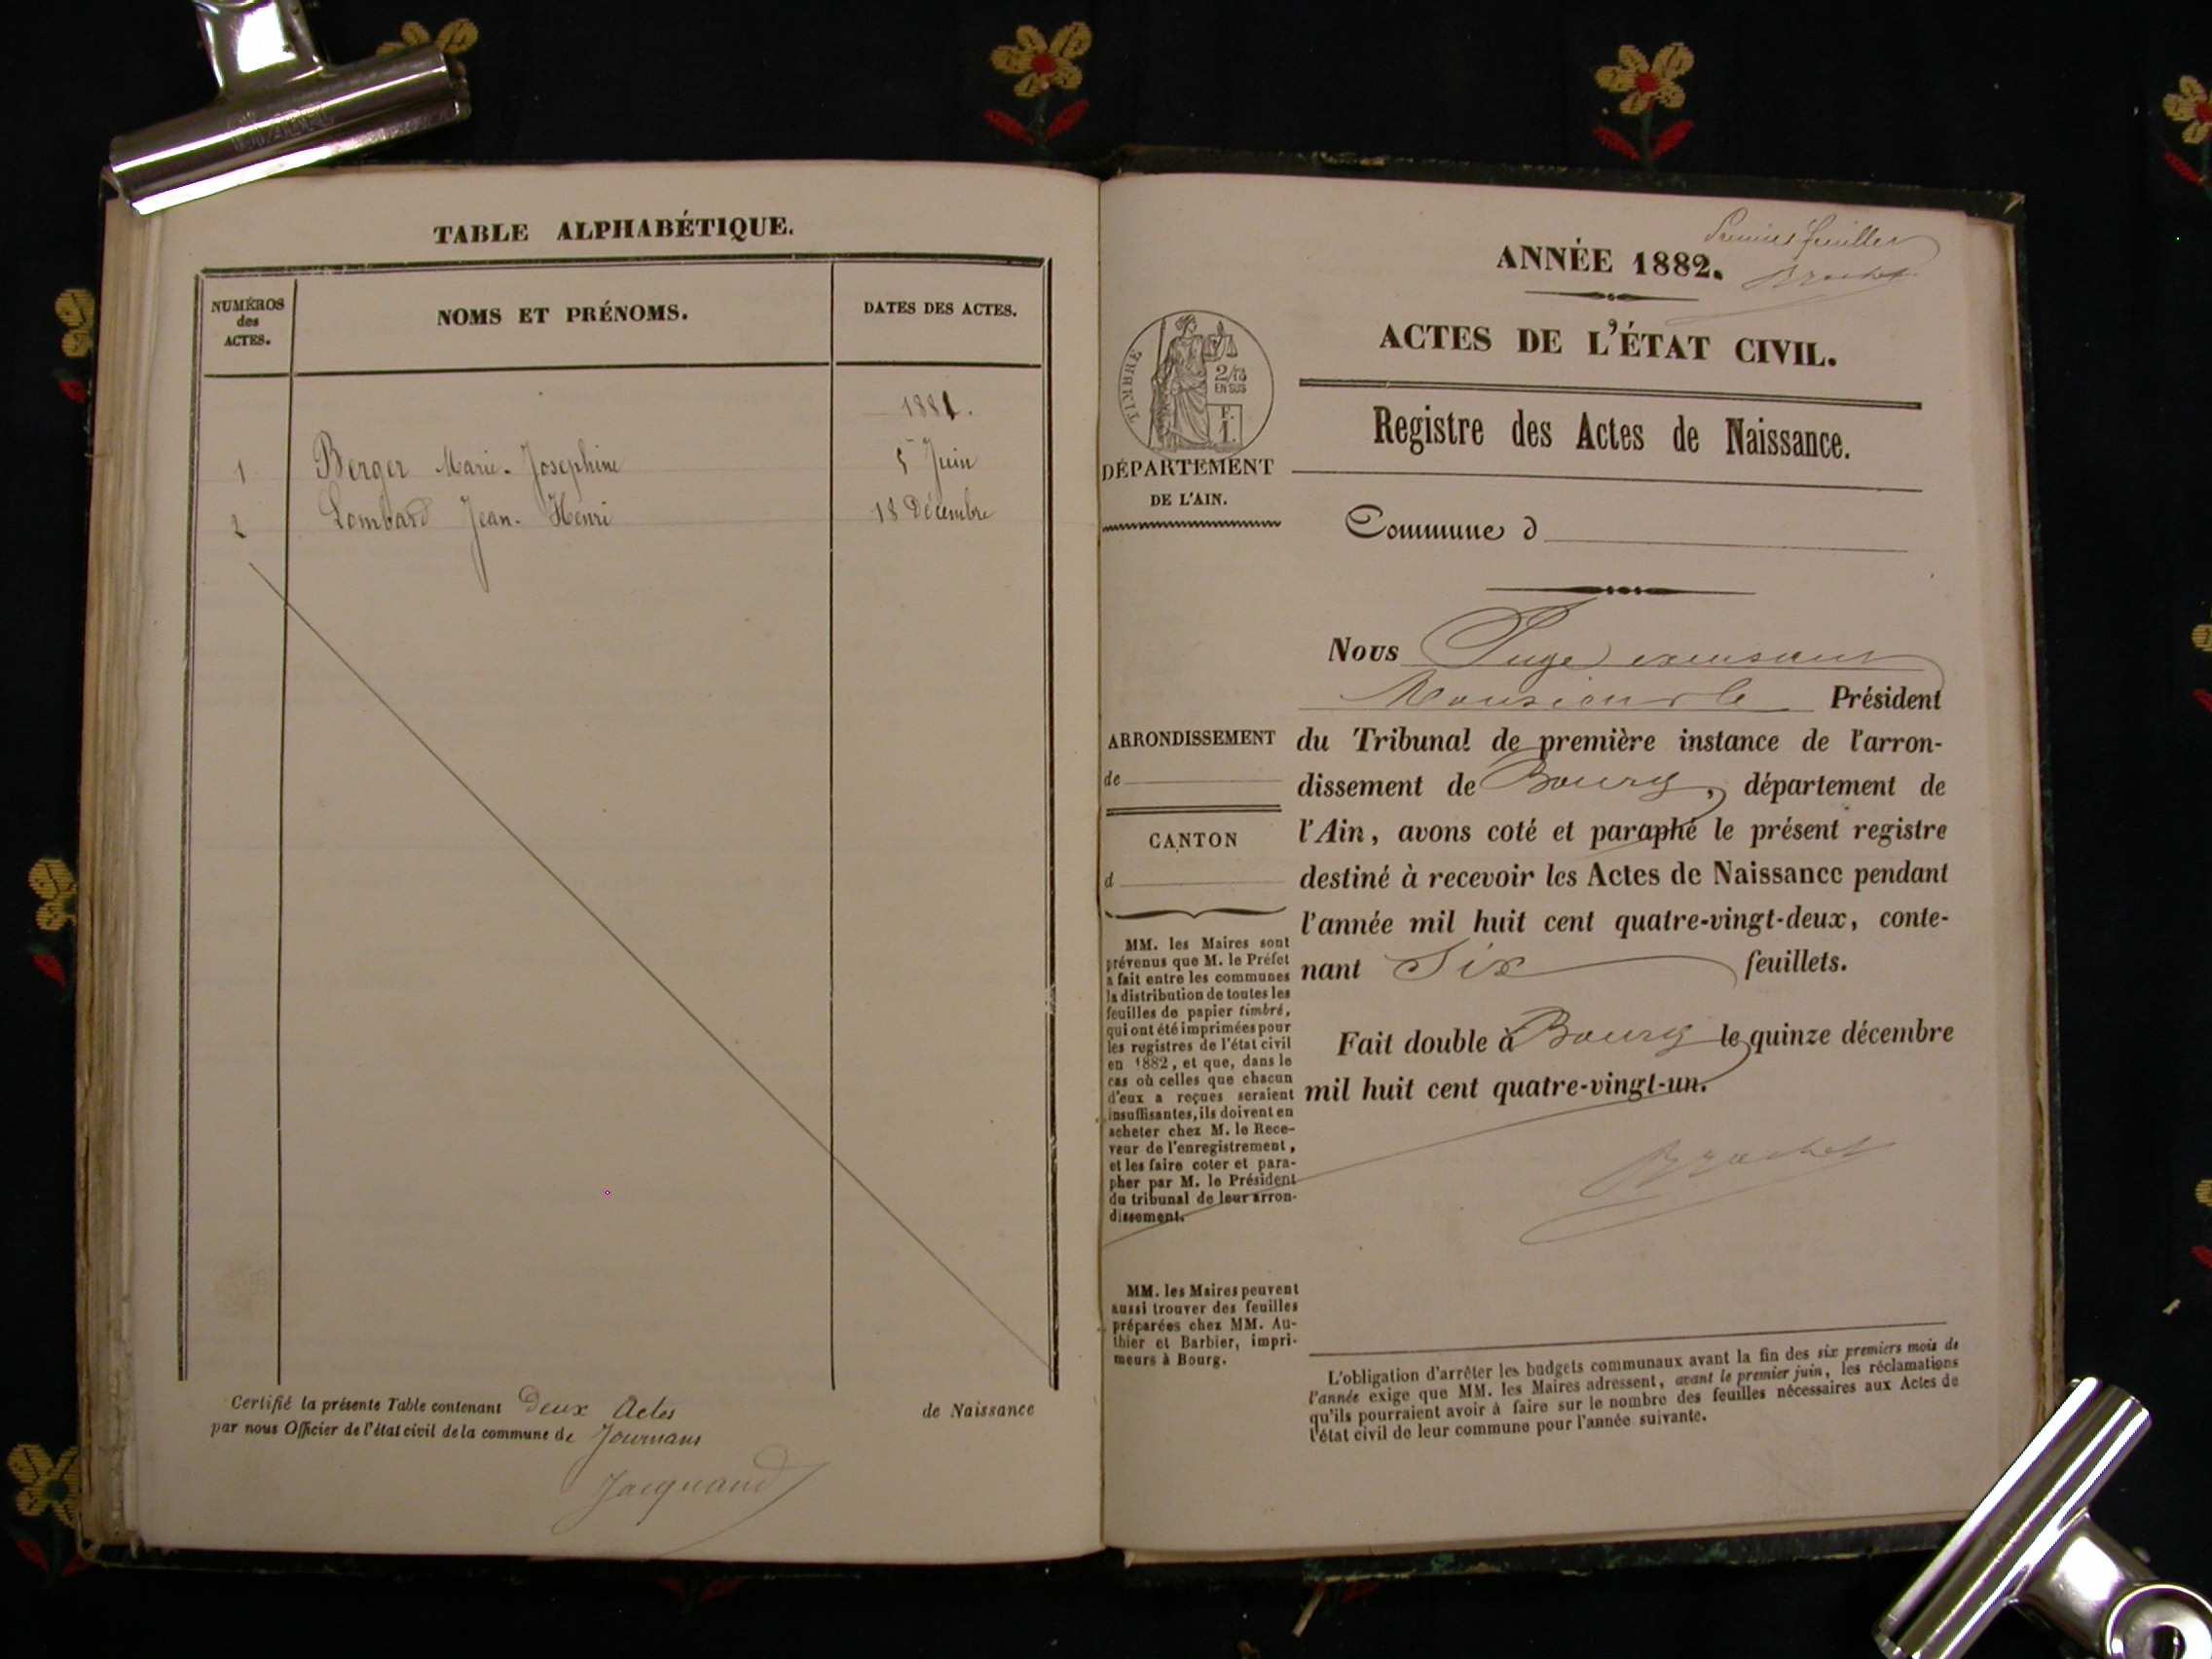 TABLE ALPHABÉTIQUE.
NUMÉROS
des
ACTES.
NOMS ET PRÉNOMS.
DATES DES ACTES.
1881.
1 Berger Marie-Josephine 5 Juin
2 Lombard Jean-Henri 18 Décembre
Certifié la présente Table contenant Deux Actes de Naissance
par nous Officier de l'état civil de la commune de Journans
Jacquand
Premier feuillet
ANNÉE 1882.
ACTES DE L'ÉTAT CIVIL.
TIMBRE
2/10
EN SUS
F.
1.
Registre des Actes de Naissance.
DÉPARTEMENT
DE L'AIN.
Commune d
ARRONDISSEMENT
de
CANTON
d
MM. les Maires sont
prévenus que M. le Préfet
a fait entre les communes
la distribution de toutes les
feuilles de papier timbré,
qui ont été imprimées pour
les registres de l'état civil
en 1882, et que, dans le
cas où celles que chacun
d'eux a reçues seraient
insuffisantes, ils doivent en
acheter chez M. le Rece-
veur de l'enregistrement,
et les faire coter et para-
pher par M. le Président
du tribunal de leur arron-
dissement.
MM. les Maires peuvent
aussi trouver des feuilles
préparées chez MM. Au-
thier et Barbier, impri-
meurs à Bourg.
Nous Juge
Monsieur le Président
du Tribunal de première instance de l'arron-
dissement de Bourg, département de
l'Ain, avons coté et paraphé le présent registre
destiné à recevoir les Actes de Naissance pendant
l'année mil huit cent quatre-vingt-deux, conte-
nant Six feuillets.
Fait double à Bourg le quinze décembre
mil huit cent quatre-vingt-un.
L'obligation d'arrêter les budgets communaux avant la fin des six premiers mois de
l'année exige que MM. les Maires adressent, avant le premier juin, les réclamations
qu'ils pourraient avoir à faire sur le nombre des feuilles nécessaires aux Actes de
l'état civil de leur commune pour l'année suivante.